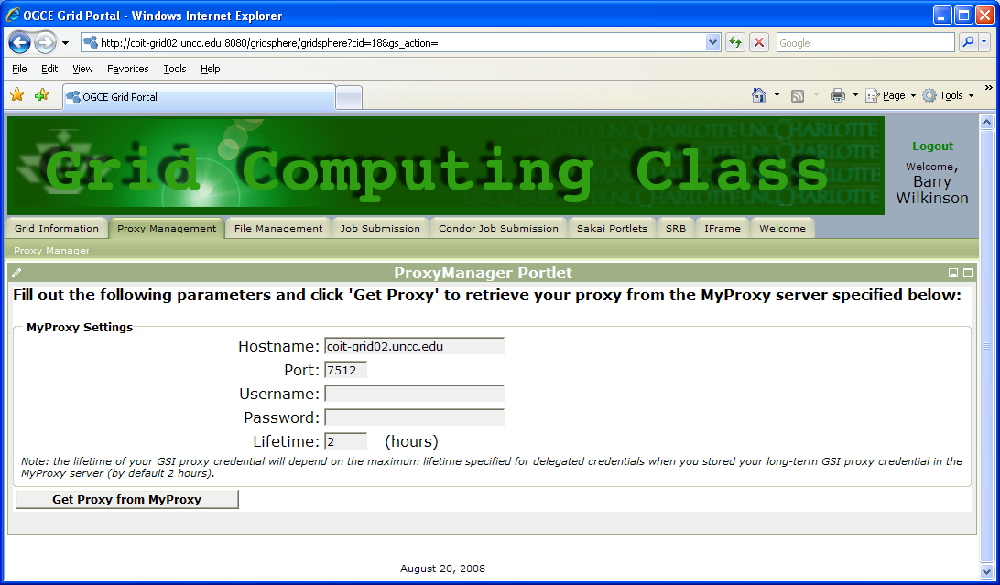 OGCE Grid Portal - Windows Internet Explorer
http://coit-grid02.uncc.edu:8080/gridsphere/gridsphere?cid=18&gs_action=
Google
File Edit View Favorites Tools Help
OGCE Grid Portal
Page Tools »
Grid Computing Class
UNCC CHARLOTTE UNCC CHARLOTTE
Logout
Welcome,
Barry
Wilkinson
Grid Information Proxy Management File Management Job Submission Condor Job Submission Sakai Portlets SRB IFrame Welcome
Proxy Manager
ProxyManager Portlet
Fill out the following parameters and click 'Get Proxy' to retrieve your proxy from the MyProxy server specified below:
MyProxy Settings
Hostname: coit-grid02.uncc.edu
Port: 7512
Username:
Password:
Lifetime: 2 (hours)
Note: the lifetime of your GSI proxy credential will depend on the maximum lifetime specified for delegated credentials when you stored your long-term GSI proxy credential in the
MyProxy server (by default 2 hours).
Get Proxy from MyProxy
August 20, 2008